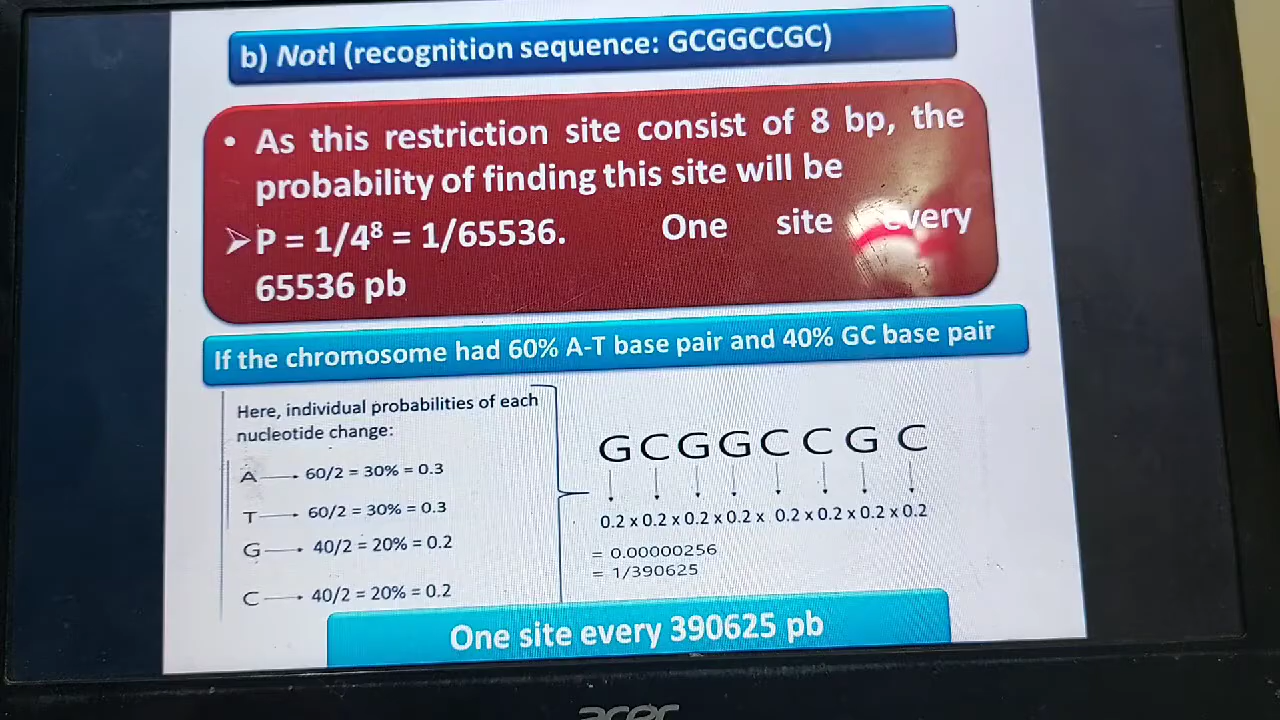 b) NotI (recognition sequence: GCGGCCGC)
• As this restriction site consist of 8 bp, the
probability of finding this site will be
➢P = 1/4⁸ = 1/65536. One site every
65536 pb
If the chromosome had 60% A-T base pair and 40% GC base pair
Here, individual probabilities of each
nucleotide change:
A → 60/2 = 30% = 0.3
T → 60/2 = 30% = 0.3
G → 40/2 = 20% = 0.2
C → 40/2 = 20% = 0.2
G C G G C C G C
0.2 x 0.2 x 0.2 x 0.2 x 0.2 x 0.2 x 0.2 x 0.2
= 0.00000256
= 1/390625
One site every 390625 pb
acer